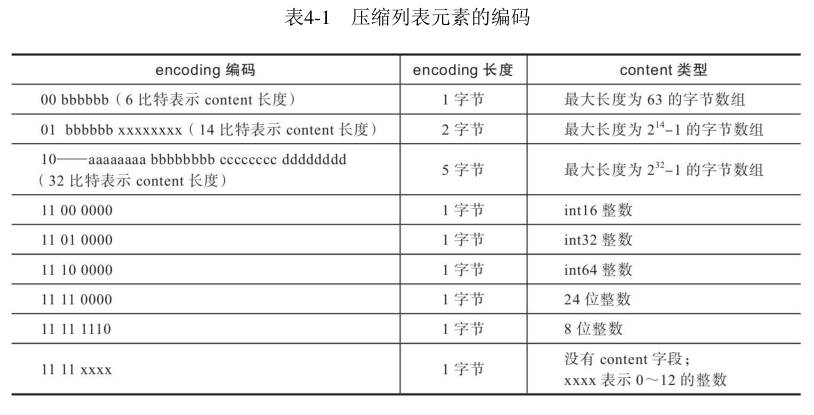 表4-1 压缩列表元素的编码
encoding 编码 encoding 长度 content 类型
00 bbbbbb（6 比特表示 content 长度） 1 字节 最大长度为 63 的字节数组
01 bbbbbb xxxxxxxx（14 比特表示 content 长度） 2 字节 最大长度为 2^14–1 的字节数组
10——aaaaaaaa bbbbbbbb cccccccc dddddddd
（32 比特表示 content 长度） 5 字节 最大长度为 2^32–1 的字节数组
11 00 0000 1 字节 int16 整数
11 01 0000 1 字节 int32 整数
11 10 0000 1 字节 int64 整数
11 11 0000 1 字节 24 位整数
11 11 1110 1 字节 8 位整数
11 11 xxxx 1 字节 没有 content 字段；
xxxx 表示 0～12 的整数